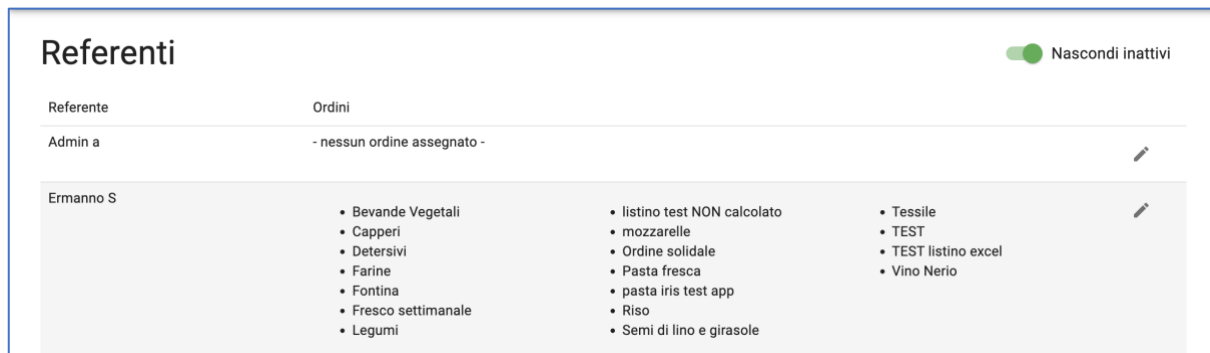 Referenti
Nascondi inattivi
Referente Ordini
Admin a - nessun ordine assegnato -
Ermanno S
• Bevande Vegetali
• Capperi
• Detersivi
• Farine
• Fontina
• Fresco settimanale
• Legumi
• listino test NON calcolato
• mozzarelle
• Ordine solidale
• Pasta fresca
• pasta iris test app
• Riso
• Semi di lino e girasole
• Tessile
• TEST
• TEST listino excel
• Vino Nerio